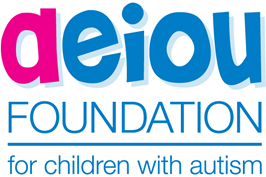 aeiou
FOUNDATION
for children with autism